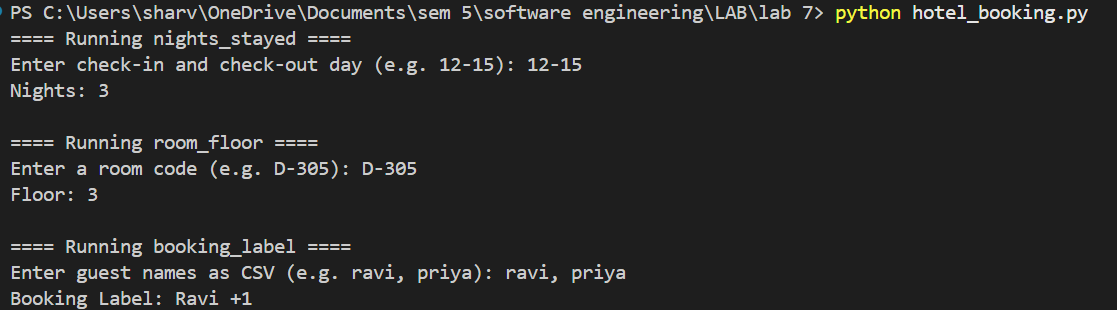 PS C:\Users\sharv\OneDrive\Documents\sem 5\software engineering\LAB\lab 7> python hotel_booking.py
==== Running nights_stayed ====
Enter check-in and check-out day (e.g. 12-15): 12-15
Nights: 3
==== Running room_floor ====
Enter a room code (e.g. D-305): D-305
Floor: 3
==== Running booking_label ====
Enter guest names as CSV (e.g. ravi, priya): ravi, priya
Booking Label: Ravi +1